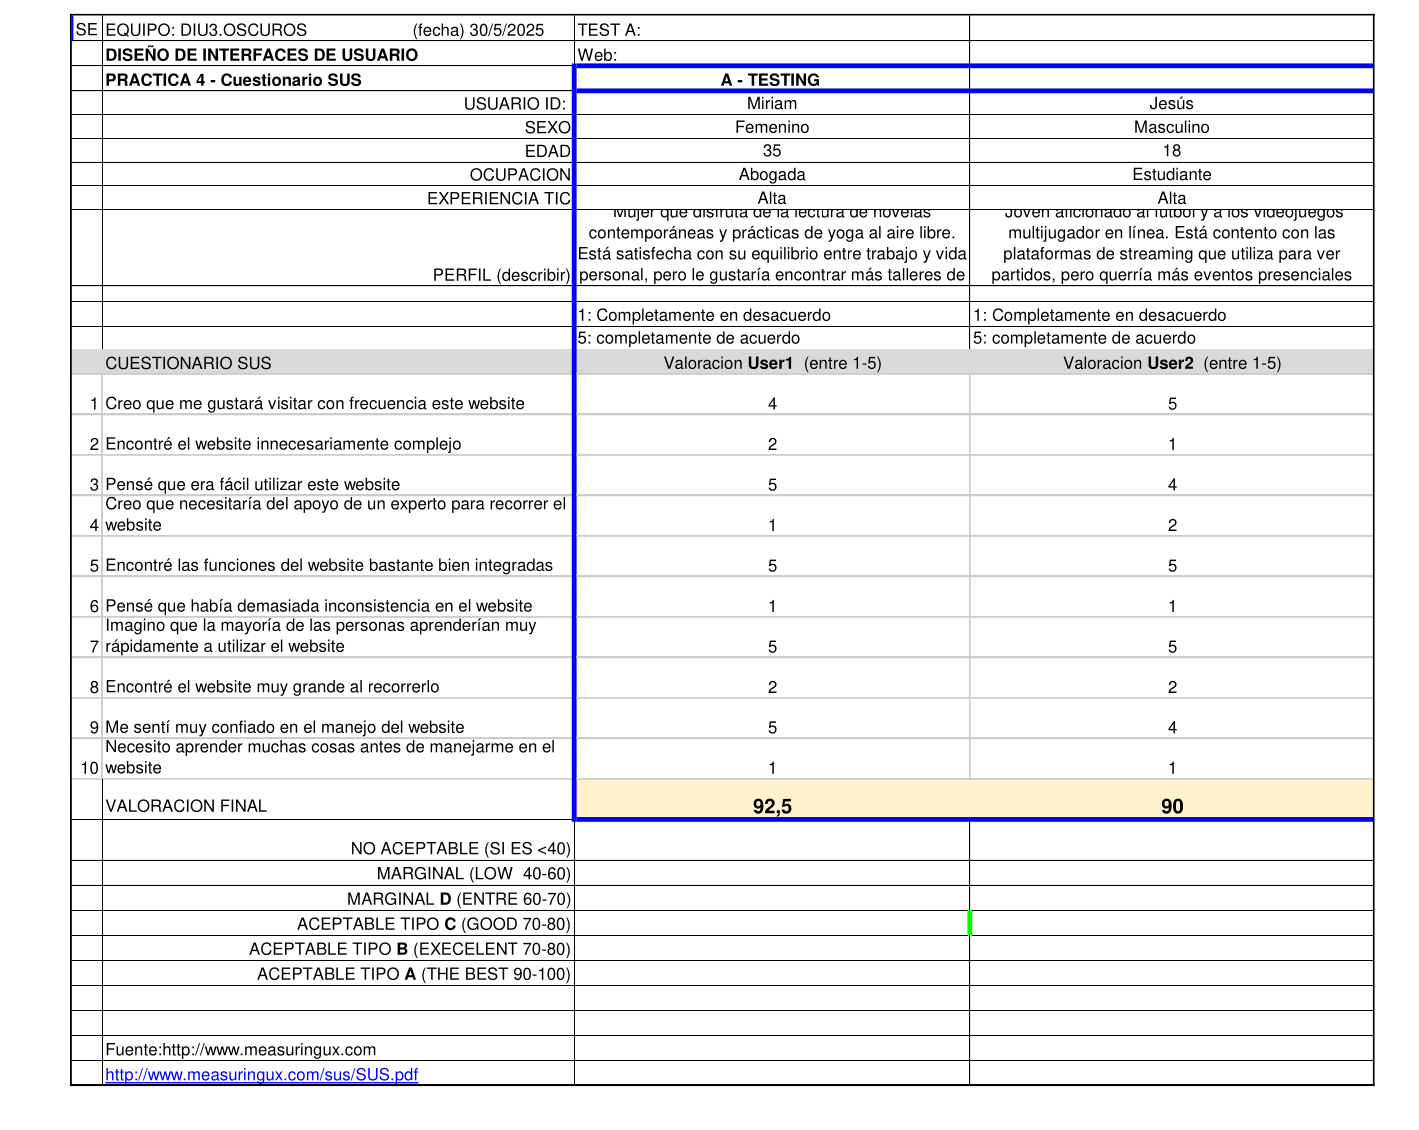 SE EQUIPO: DIU3.OSCUROS (fecha) 30/5/2025 TEST A:
DISEÑO DE INTERFACES DE USUARIO Web:
PRACTICA 4 - Cuestionario SUS A - TESTING
USUARIO ID: Miriam Jesús
SEXO Femenino Masculino
EDAD 35 18
OCUPACION Abogada Estudiante
EXPERIENCIA TIC Alta Alta
Mujer que disfruta de la lectura de novelas Joven aficionado al fútbol y a los videojuegos
contemporáneas y prácticas de yoga al aire libre. multijugador en línea. Está contento con las
Está satisfecha con su equilibrio entre trabajo y vida plataformas de streaming que utiliza para ver
PERFIL (describir) personal, pero le gustaría encontrar más talleres de partidos, pero querría más eventos presenciales
1: Completamente en desacuerdo 1: Completamente en desacuerdo
5: completamente de acuerdo 5: completamente de acuerdo
CUESTIONARIO SUS Valoracion User1 (entre 1-5) Valoracion User2 (entre 1-5)
1 Creo que me gustará visitar con frecuencia este website 4 5
2 Encontré el website innecesariamente complejo 2 1
3 Pensé que era fácil utilizar este website 5 4
Creo que necesitaría del apoyo de un experto para recorrer el
4 website 1 2
5 Encontré las funciones del website bastante bien integradas 5 5
6 Pensé que había demasiada inconsistencia en el website 1 1
Imagino que la mayoría de las personas aprenderían muy
7 rápidamente a utilizar el website 5 5
8 Encontré el website muy grande al recorrerlo 2 2
9 Me sentí muy confiado en el manejo del website 5 4
Necesito aprender muchas cosas antes de manejarme en el
10 website 1 1
VALORACION FINAL 92,5 90
NO ACEPTABLE (SI ES <40)
MARGINAL (LOW 40-60)
MARGINAL D (ENTRE 60-70)
ACEPTABLE TIPO C (GOOD 70-80)
ACEPTABLE TIPO B (EXECELENT 70-80)
ACEPTABLE TIPO A (THE BEST 90-100)
Fuente:http://www.measuringux.com
http://www.measuringux.com/sus/SUS.pdf